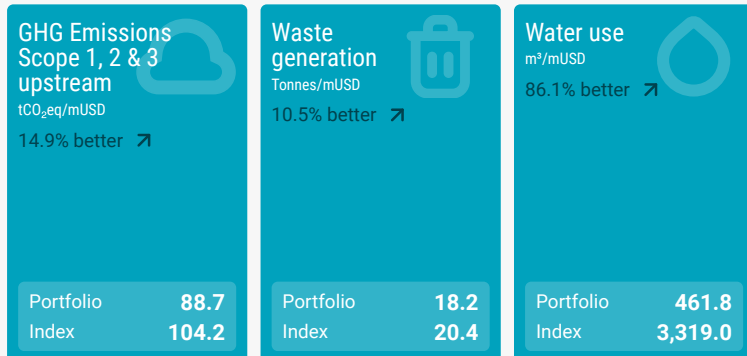 GHG Emissions
Scope 1, 2 & 3
upstream
tCO₂eq/mUSD
14.9% better
Portfolio 88.7
Index 104.2
Waste
generation
Tonnes/mUSD
10.5% better
Portfolio 18.2
Index 20.4
Water use
m³/mUSD
86.1% better
Portfolio 461.8
Index 3,319.0